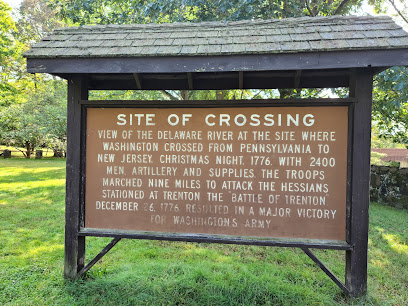 SITE OF CROSSING
VIEW OF THE DELAWARE RIVER AT THE SITE WHERE
WASHINGTON CROSSED FROM PENNSYLVANIA TO
NEW JERSEY, CHRISTMAS NIGHT, 1776, WITH 2400
MEN, ARTILLERY AND SUPPLIES. THE TROOPS
MARCHED NINE MILES TO ATTACK THE HESSIANS
STATIONED AT TRENTON. THE "BATTLE OF TRENTON"
DECEMBER 26, 1776, RESULTED IN A MAJOR VICTORY
FOR WASHINGTON'S ARMY